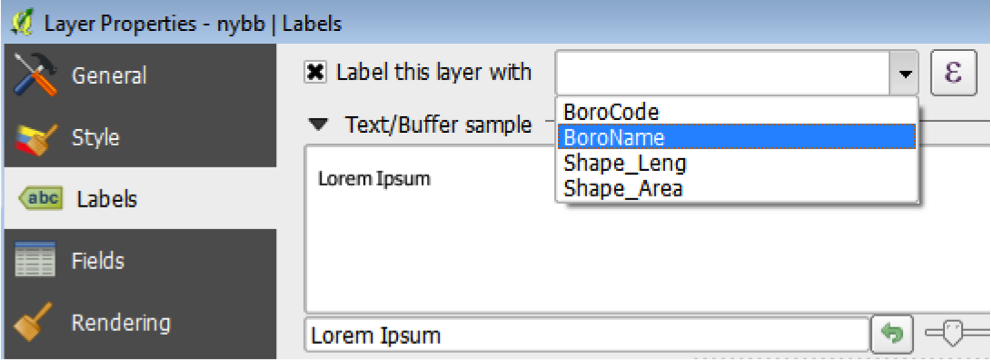 Layer Properties - nybb | Labels
General
Style
abc Labels
Fields
Rendering
Label this layer with
ε
BoroCode
BoroName
Shape_Leng
Shape_Area
Text/Buffer sample
Lorem Ipsum
Lorem Ipsum